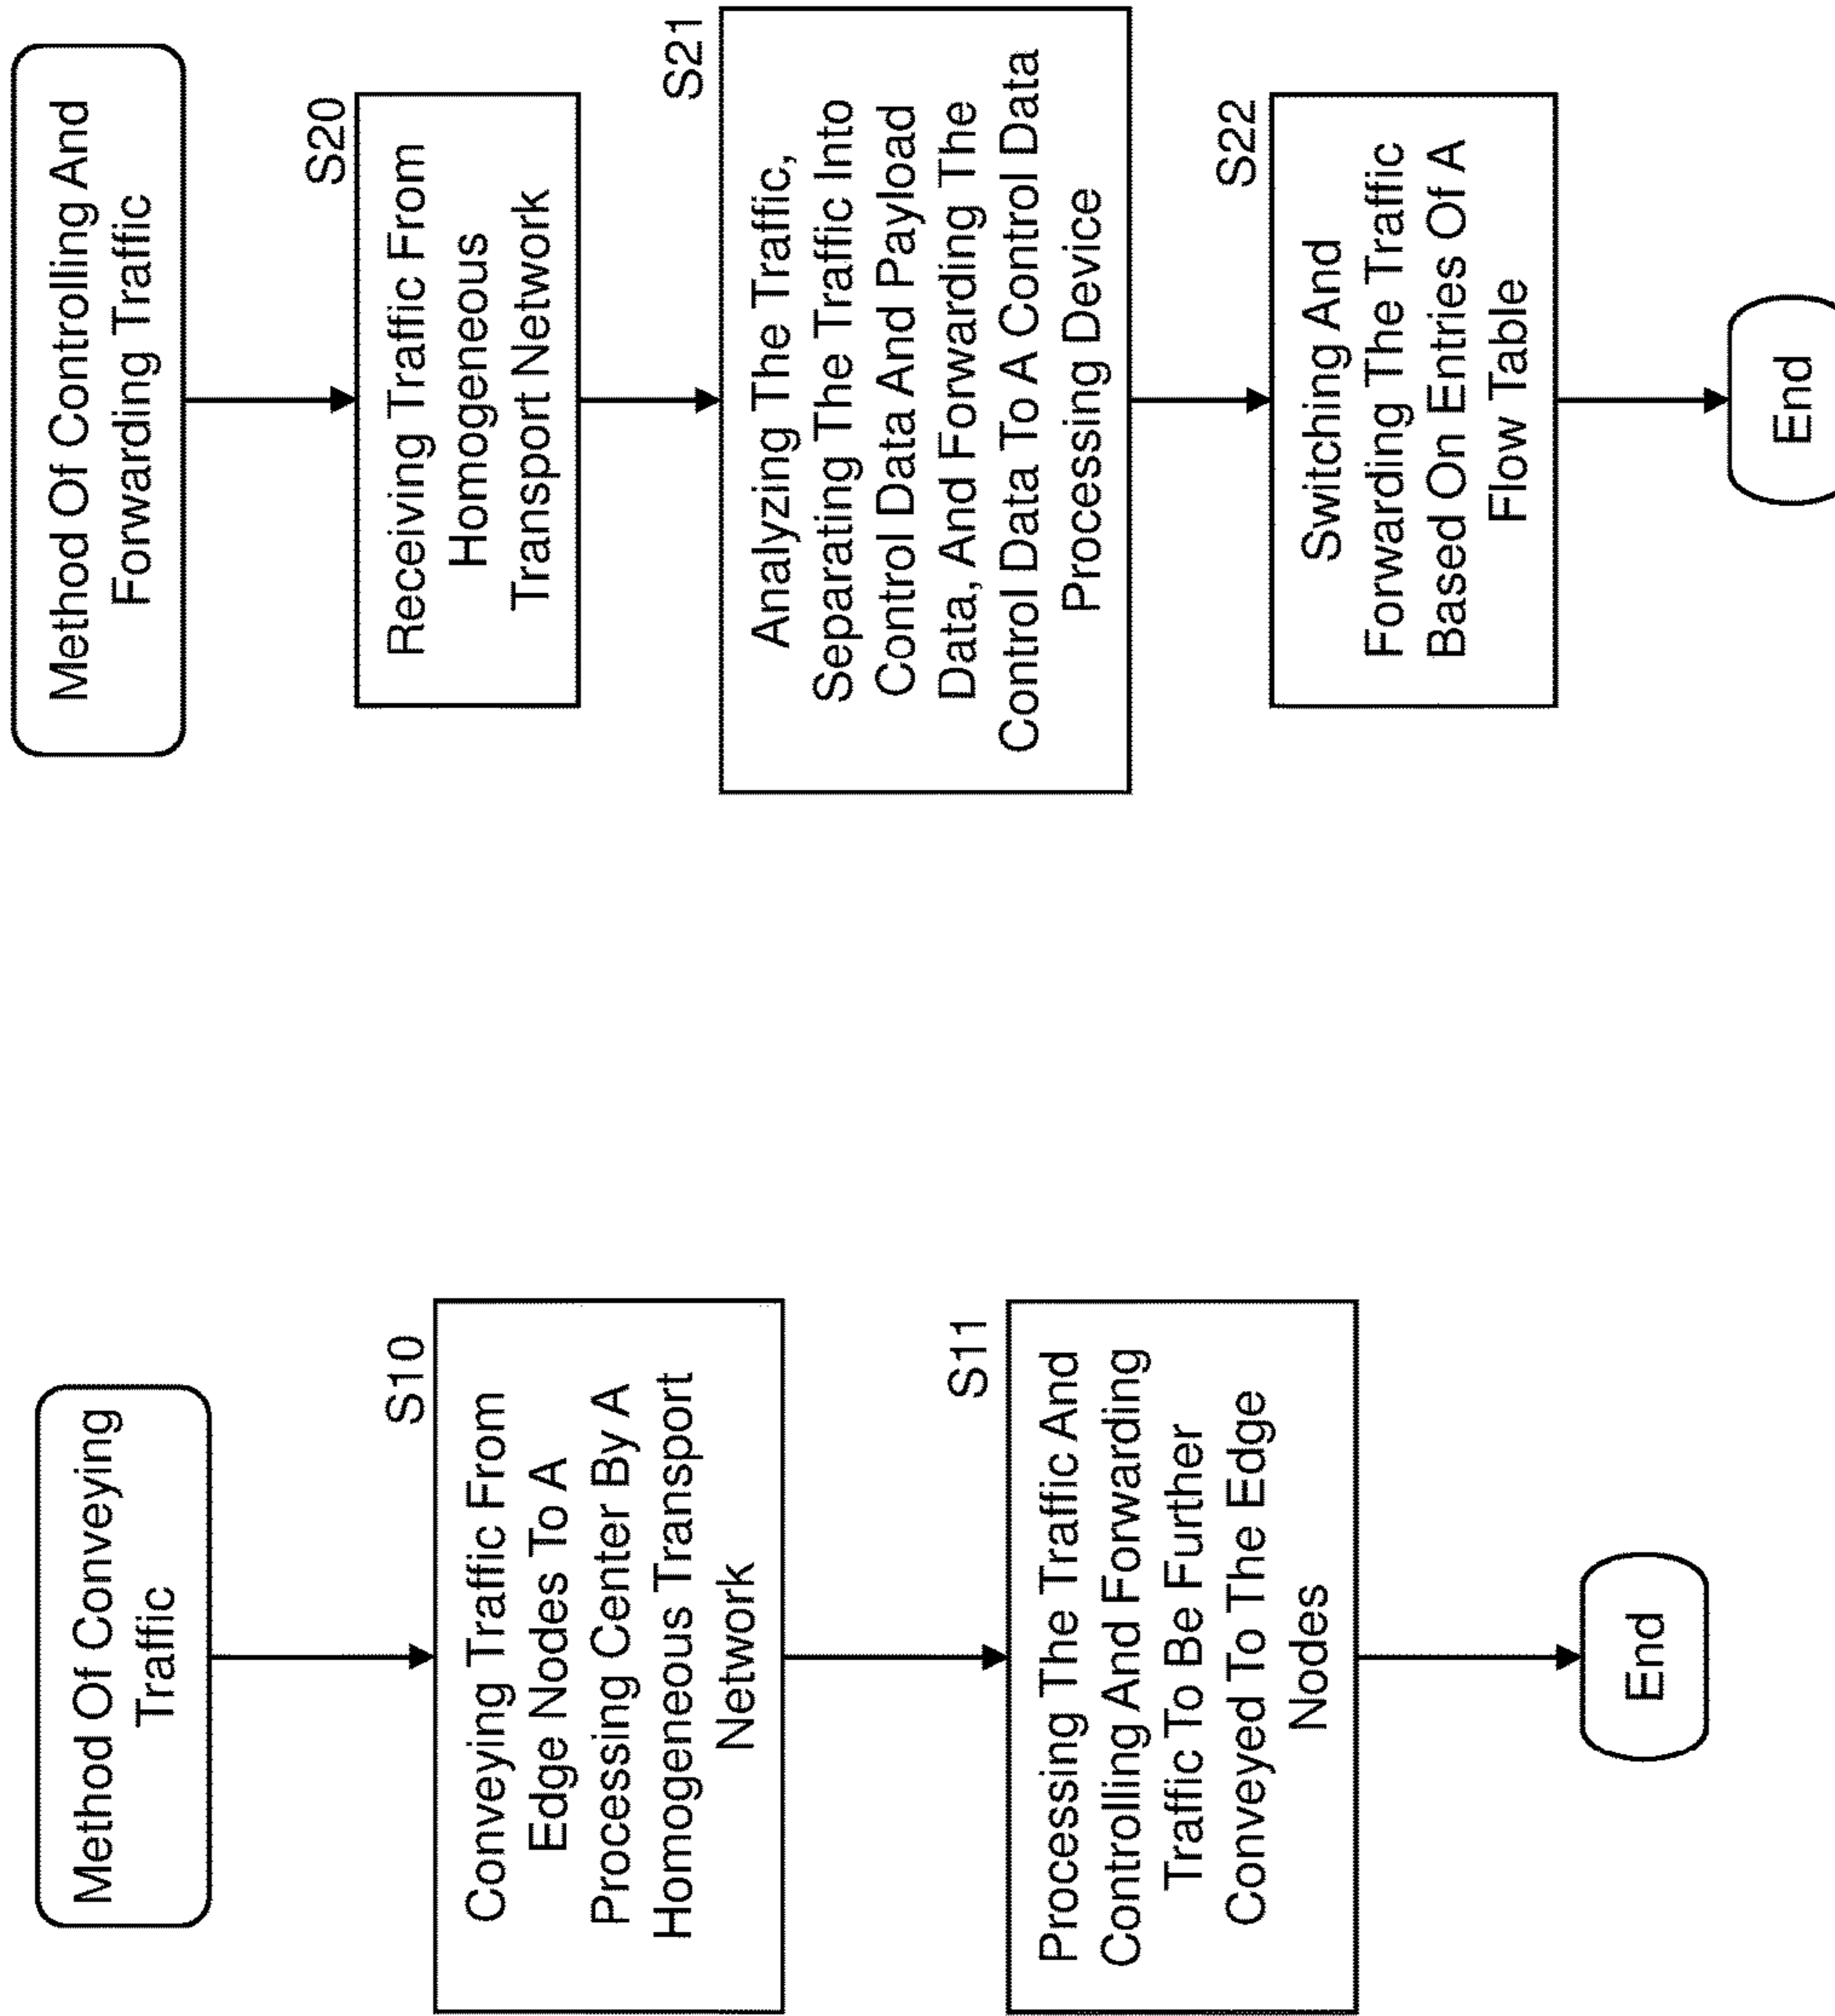 Method Of Conveying
Traffic
S10
Conveying Traffic From
Edge Nodes To A
Processing Center By A
Homogeneous Transport
Network
S11
Processing The Traffic And
Controlling And Forwarding
Traffic To Be Further
Conveyed To The Edge
Nodes
End
Method Of Controlling And
Forwarding Traffic
S20
Receiving Traffic From
Homogeneous
Transport Network
S21
Analyzing The Traffic,
Separating The Traffic Into
Control Data And Payload
Data, And Forwarding The
Control Data To A Control Data
Processing Device
S22
Switching And
Forwarding The Traffic
Based On Entries Of A
Flow Table
End